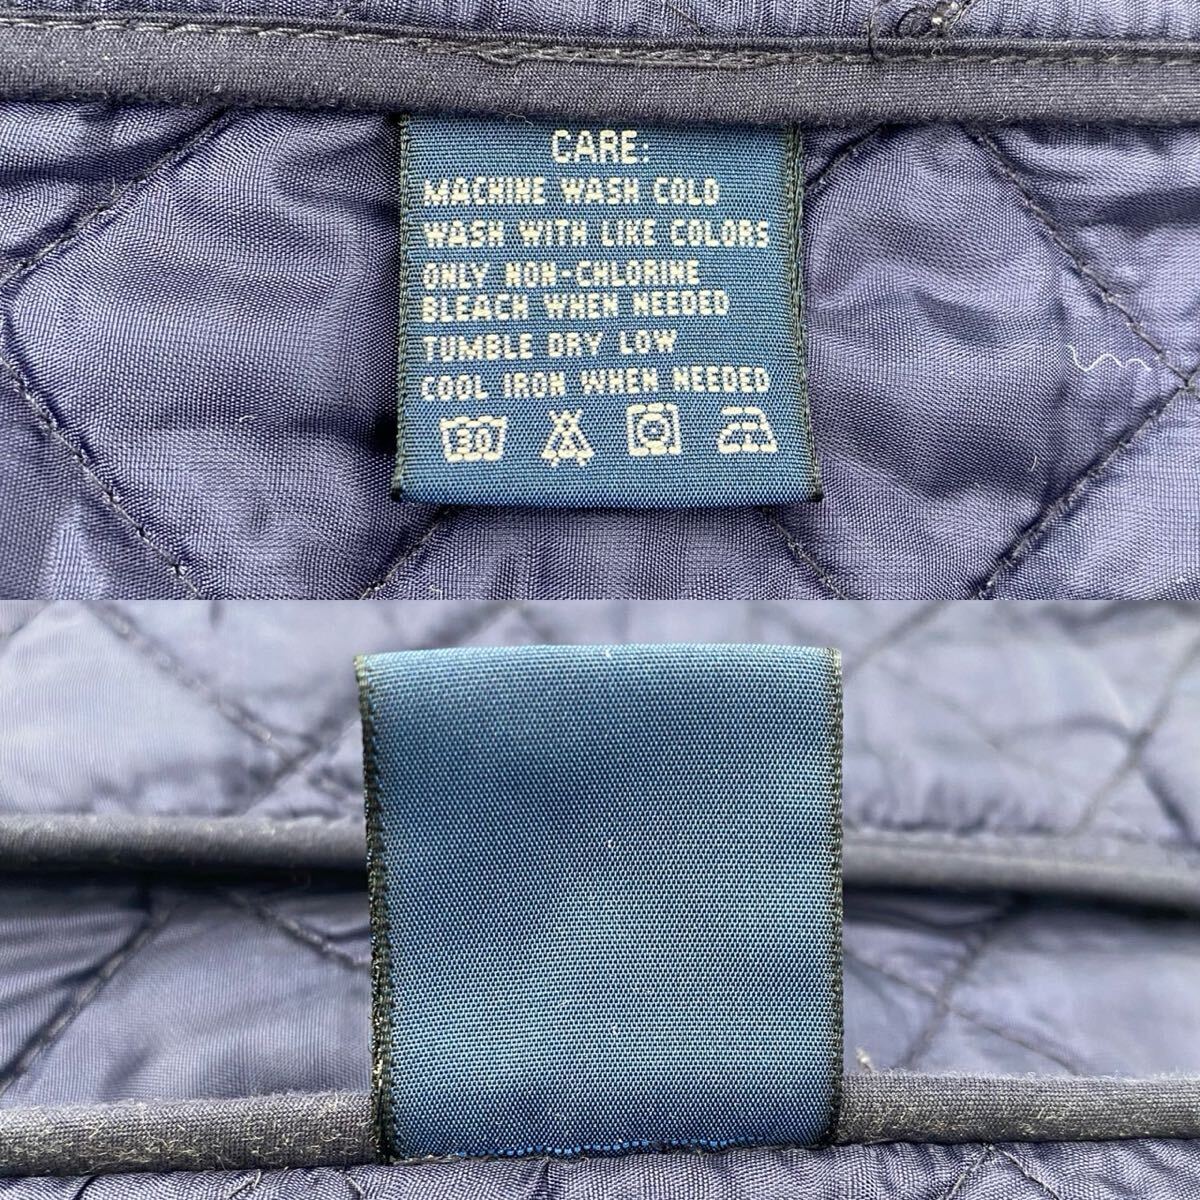 CARE:
MACHINE WASH COLD
WASH WITH LIKE COLORS
ONLY NON-CHLORINE
BLEACH WHEN NEEDED
TUMBLE DRY LOW
COOL IRON WHEN NEEDED
30